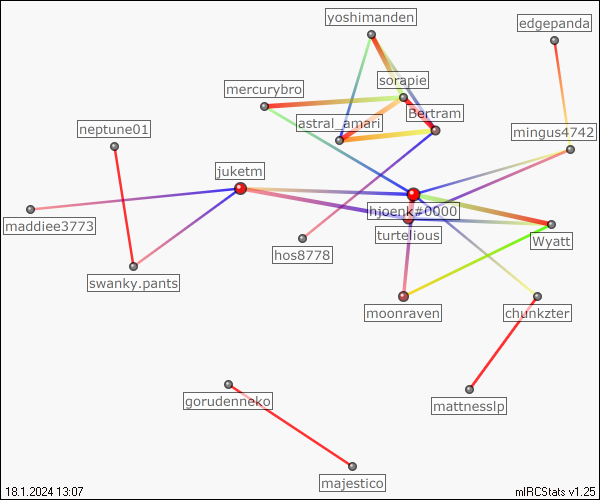 yoshimanden
edgepanda
sorapie
mercurybro
Bertram
astral_amari
neptune01
mingus4742
juketm
hjoenk#0000
maddiee3773
turtelious
Wyatt
hos8778
swanky.pants
moonraven
chunkzter
gorudenneko
mattnesslp
majestico
18.1.2024 13:07
mIRCStats v1.25